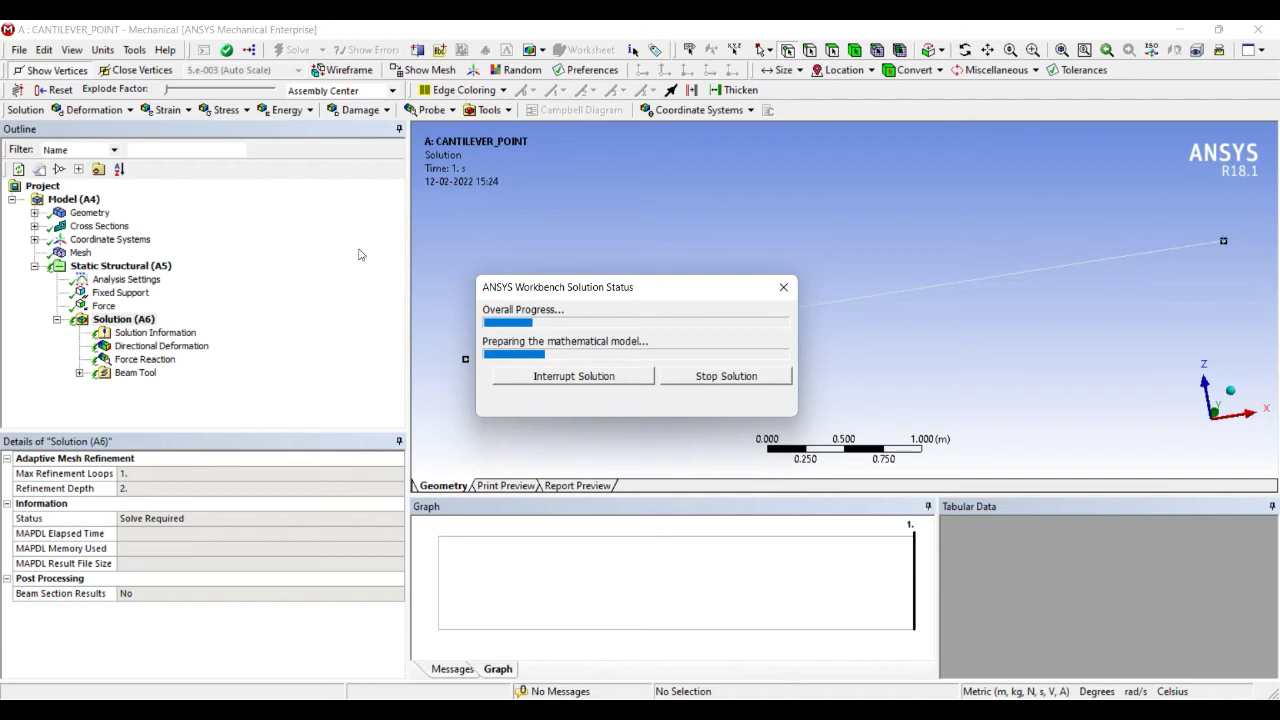 A : CANTILEVER_POINT - Mechanical [ANSYS Mechanical Enterprise]
File Edit View Units Tools Help Solve Show Errors Worksheet
Show Vertices Close Vertices 5.e-003 (Auto Scale) Wireframe Show Mesh Random Preferences Size Location Convert Miscellaneous Tolerances
Reset Explode Factor: Assembly Center Edge Coloring Thicken
Solution Deformation Strain Stress Energy Damage Probe Tools Campbell Diagram Coordinate Systems
Outline
Filter: Name
Project
Model (A4)
Geometry
Cross Sections
Coordinate Systems
Mesh
Static Structural (A5)
Analysis Settings
Fixed Support
Force
Solution (A6)
Solution Information
Directional Deformation
Force Reaction
Beam Tool
Details of "Solution (A6)"
Adaptive Mesh Refinement
Max Refinement Loops 1.
Refinement Depth 2.
Information
Status Solve Required
MAPDL Elapsed Time
MAPDL Memory Used
MAPDL Result File Size
Post Processing
Beam Section Results No
A: CANTILEVER_POINT
Solution
Time: 1. s
12-02-2022 15:24
ANSYS
R18.1
ANSYS Workbench Solution Status
Overall Progress...
Preparing the mathematical model...
Interrupt Solution Stop Solution
Z
Y
X
0.000 0.500 1.000 (m)
0.250 0.750
Geometry Print Preview Report Preview
Graph
1.
Tabular Data
Messages Graph
No Messages No Selection Metric (m, kg, N, s, V, A) Degrees rad/s Celsius